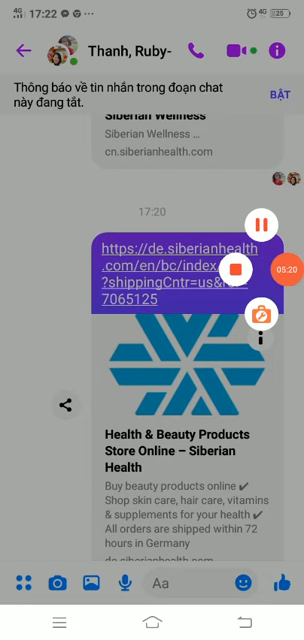 4G 17:22 ... 4G 25
Thanh, Ruby-
Thông báo về tin nhắn trong đoạn chat
này đang tắt.
BẬT
Siberian Wellness
Siberian Wellness ...
cn.siberianhealth.com
17:20
https://de.siberianhealth
.com/en/bc/index
?shippingCntr=us&
7065125
05:20
Health & Beauty Products
Store Online – Siberian
Health
Buy beauty products online ✔
Shop skin care, hair care, vitamins
& supplements for your health ✔
All orders are shipped within 72
hours in Germany
de.siberianhealth.com
Aa